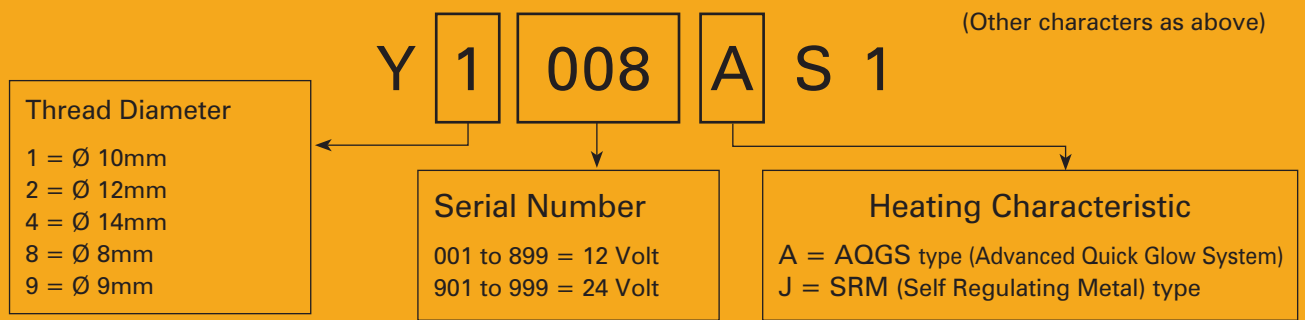 (Other characters as above)
Y 1 008 A S 1
Thread Diameter
1 = Ø 10mm
2 = Ø 12mm
4 = Ø 14mm
8 = Ø 8mm
9 = Ø 9mm
Serial Number
001 to 899 = 12 Volt
901 to 999 = 24 Volt
Heating Characteristic
A = AQGS type (Advanced Quick Glow System)
J = SRM (Self Regulating Metal) type